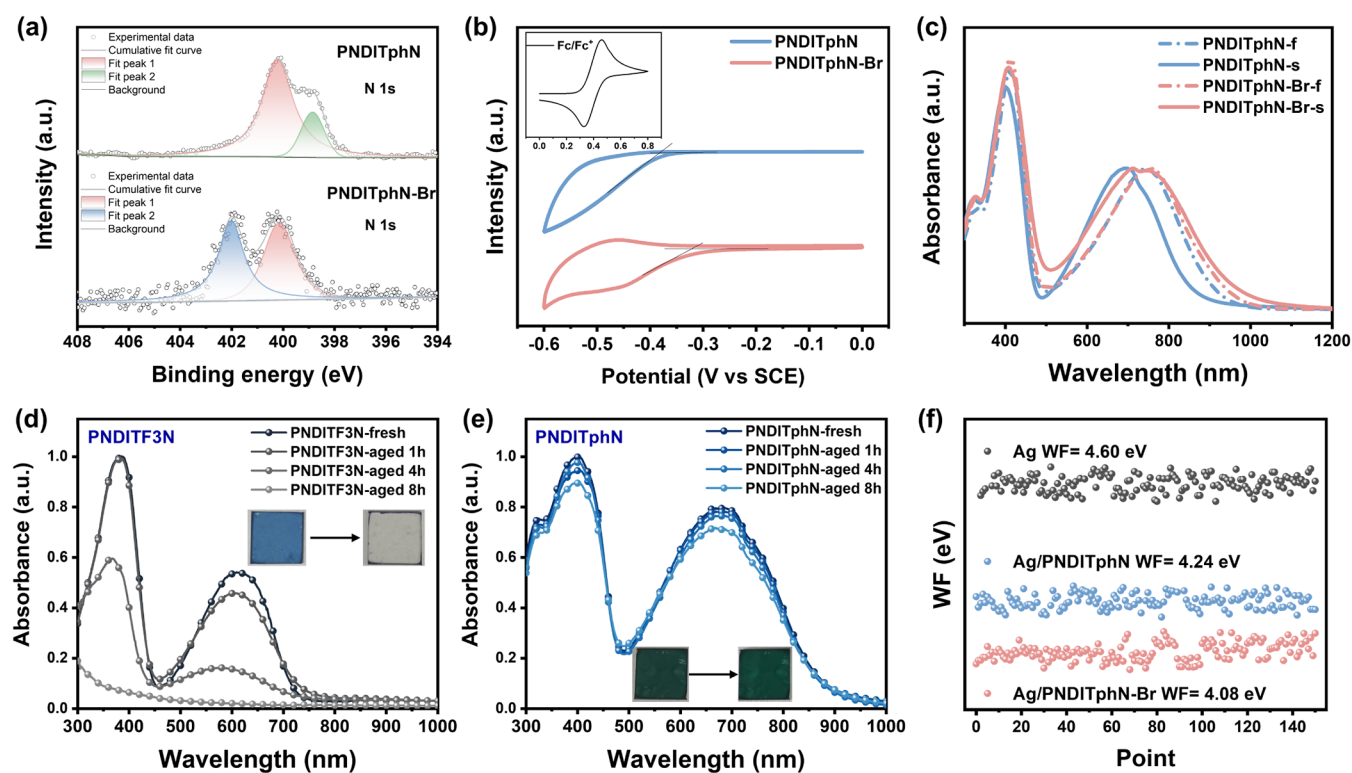 (a)
Experimental data
Cumulative fit curve
Fit peak 1
Fit peak 2
Background
PNDITphN
N 1s
Experimental data
Cumulative fit curve
Fit peak 1
Fit peak 2
Background
PNDITphN-Br
N 1s
Intensity (a.u.)
408 406 404 402 400 398 396 394
Binding energy (eV)
(b)
Fc/Fc+
0.0 0.2 0.4 0.6 0.8
PNDITphN
PNDITphN-Br
Intensity (a.u.)
-0.6 -0.5 -0.4 -0.3 -0.2 -0.1 0.0
Potential (V vs SCE)
(c)
PNDITphN-f
PNDITphN-s
PNDITphN-Br-f
PNDITphN-Br-s
Absorbance (a.u.)
400 600 800 1000 1200
Wavelength (nm)
(d)
PNDITF3N
PNDITF3N-fresh
PNDITF3N-aged 1h
PNDITF3N-aged 4h
PNDITF3N-aged 8h
Absorbance (a.u.)
1.0
0.8
0.6
0.4
0.2
0.0
300 400 500 600 700 800 900 1000
Wavelength (nm)
(e)
PNDITphN
PNDITphN-fresh
PNDITphN-aged 1h
PNDITphN-aged 4h
PNDITphN-aged 8h
Absorbance (a.u.)
1.0
0.8
0.6
0.4
0.2
0.0
300 400 500 600 700 800 900 1000
Wavelength (nm)
(f)
Ag WF= 4.60 eV
Ag/PNDITphN WF= 4.24 eV
Ag/PNDITphN-Br WF= 4.08 eV
WF (eV)
0 20 40 60 80 100 120 140
Point